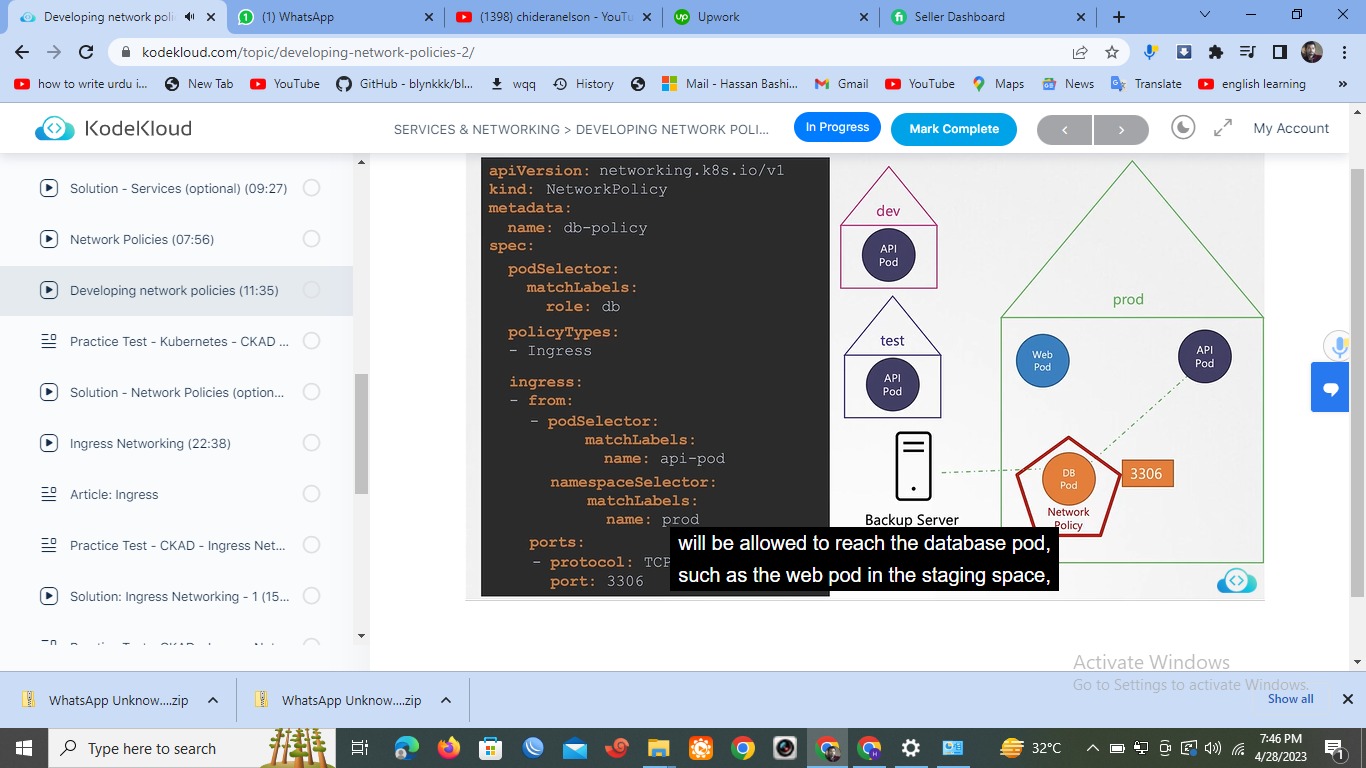 Developing network poli
(1) WhatsApp
(1398) chideranelson - YouTu
Upwork
Seller Dashboard
kodekloud.com/topic/developing-network-policies-2/
how to write urdu i...
New Tab
YouTube
GitHub - blynkkk/bl...
wqq
History
Mail - Hassan Bashi...
Gmail
YouTube
Maps
News
Translate
english learning
»
KodeKloud
SERVICES & NETWORKING > DEVELOPING NETWORK POLI...
In Progress
Mark Complete
My Account
Solution - Services (optional) (09:27)
Network Policies (07:56)
Developing network policies (11:35)
Practice Test - Kubernetes - CKAD ...
Solution - Network Policies (option...
Ingress Networking (22:38)
Article: Ingress
Practice Test - CKAD - Ingress Net...
Solution: Ingress Networking - 1 (15...
apiVersion: networking.k8s.io/v1
kind: NetworkPolicy
metadata:
name: db-policy
spec:
podSelector:
matchLabels:
role: db
policyTypes:
- Ingress
ingress:
- from:
- podSelector:
matchLabels:
name: api-pod
namespaceSelector:
matchLabels:
name: prod
ports:
- protocol: TCP
port: 3306
dev
API
Pod
test
API
Pod
Backup Server
prod
Web
Pod
API
Pod
DB
Pod
3306
Network
Policy
will be allowed to reach the database pod,
such as the web pod in the staging space,
Activate Windows
Go to Settings to activate Windows.
WhatsApp Unknow....zip
WhatsApp Unknow....zip
Show all
Type here to search
32°C
7:46 PM
4/28/2023
1